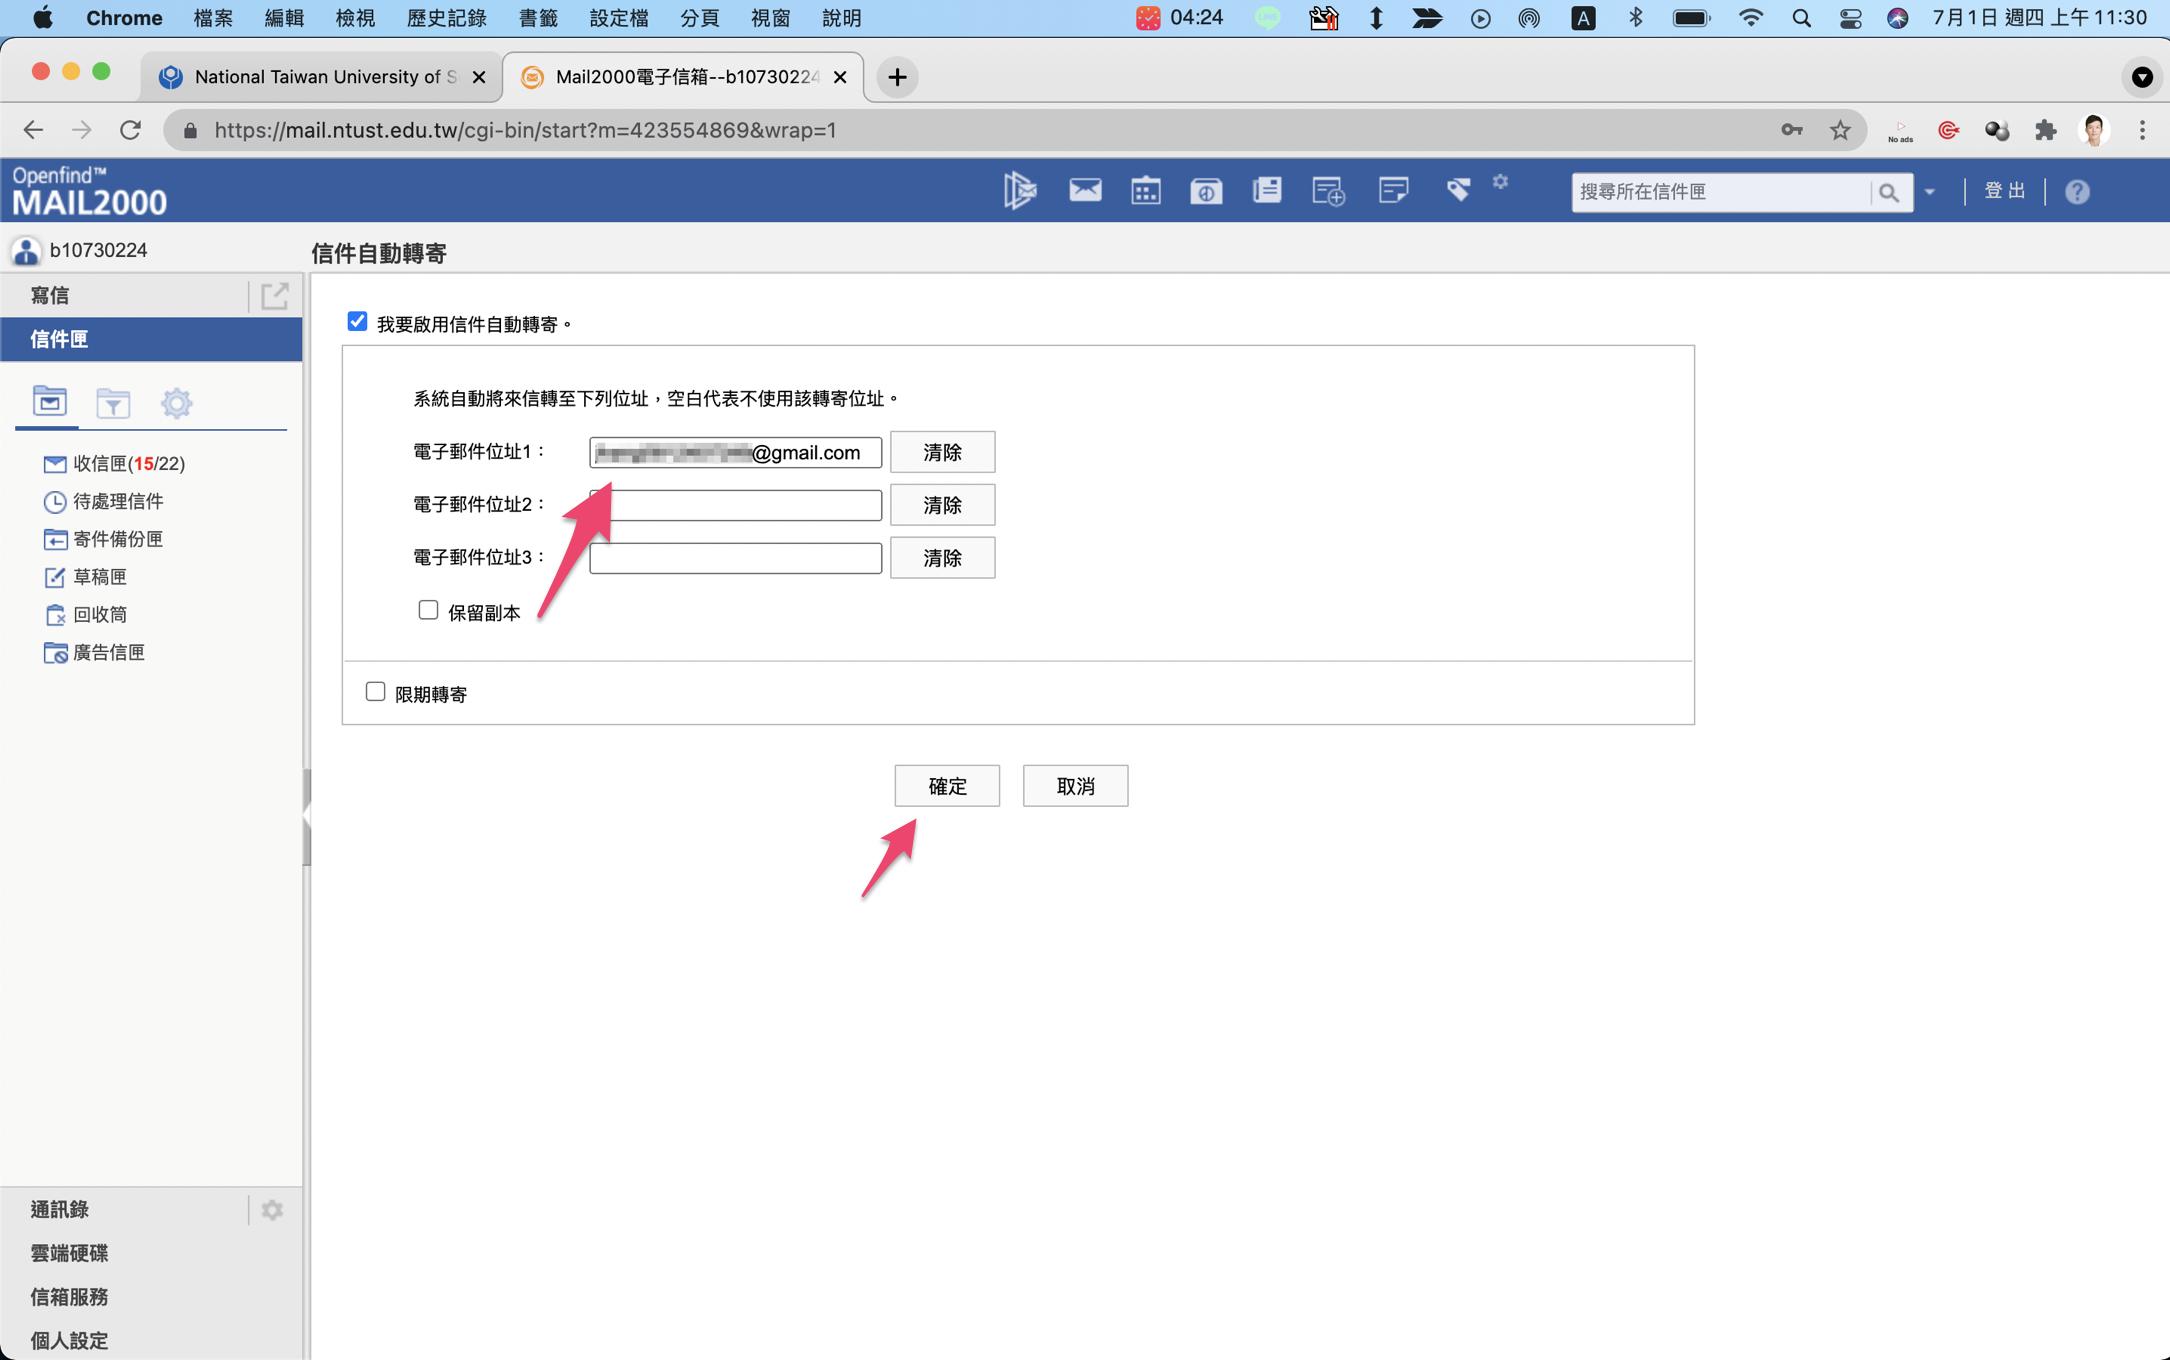 Chrome 檔案 編輯 檢視 歷史記錄 書籤 設定檔 分頁 視窗 說明 04:24 A 7月1日 週四 上午 11:30
National Taiwan University of S Mail2000電子信箱--b10730224
https://mail.ntust.edu.tw/cgi-bin/start?m=423554869&wrap=1 No ads
Openfind™
MAIL2000
搜尋所在信件匣 登出 ?
b10730224
信件自動轉寄
寫信
我要啟用信件自動轉寄。
信件匣
系統自動將來信轉至下列位址，空白代表不使用該轉寄位址。
電子郵件位址1： @gmail.com 清除
收信匣(15/22)
待處理信件
電子郵件位址2： 清除
寄件備份匣
電子郵件位址3： 清除
草稿匣
回收筒
保留副本
廣告信匣
限期轉寄
確定 取消
通訊錄
雲端硬碟
信箱服務
個人設定